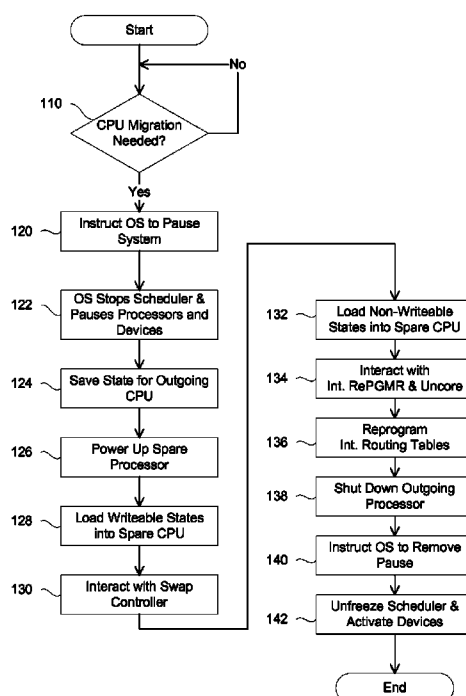 Start
No
110
CPU Migration
Needed?
Yes
120
Instruct OS to Pause
System
122
OS Stops Scheduler &
Pauses Processors and
Devices
124
Save State for Outgoing
CPU
126
Power Up Spare
Processor
128
Load Writeable States
into Spare CPU
130
Interact with Swap
Controller
132
Load Non-Writeable
States into Spare CPU
134
Interact with
Int. RePGMR & Uncore
136
Reprogram
Int. Routing Tables
138
Shut Down Outgoing
Processor
140
Instruct OS to Remove
Pause
142
Unfreeze Scheduler &
Activate Devices
End